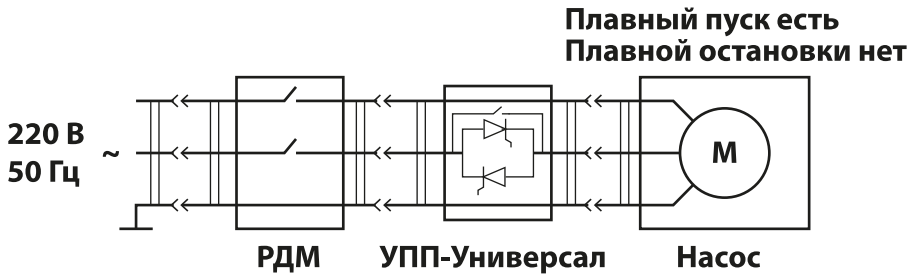 Плавный пуск есть
Плавной остановки нет
220 В
50 Гц
~
М
РДМ
УПП-Универсал
Насос